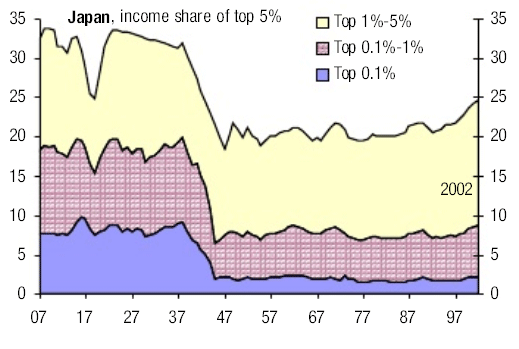 Japan, income share of top 5%
Top 1%-5%
Top 0.1%-1%
Top 0.1%
35 35
30 30
25 25
20 20
15 15
10 10
5 5
0 0
2002
07 17 27 37 47 57 67 77 87 97